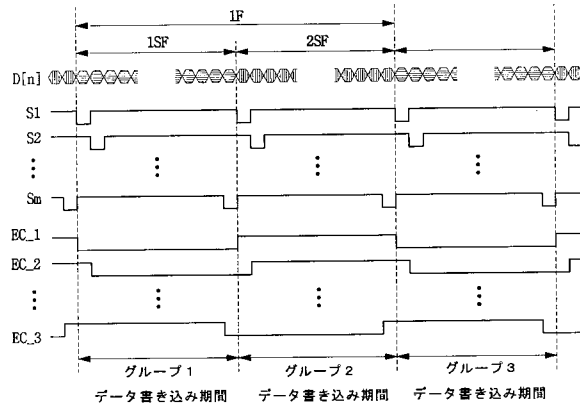 1F
1SF 2SF
D[n]
S1
S2
Sm
EC_1
EC_2
EC_3
グループ1 グループ2 グループ3
データ書き込み期間 データ書き込み期間 データ書き込み期間